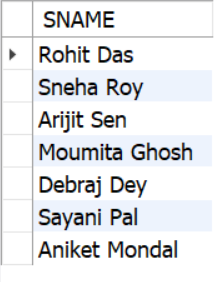 SNAME
Rohit Das
Sneha Roy
Arijit Sen
Moumita Ghosh
Debraj Dey
Sayani Pal
Aniket Mondal